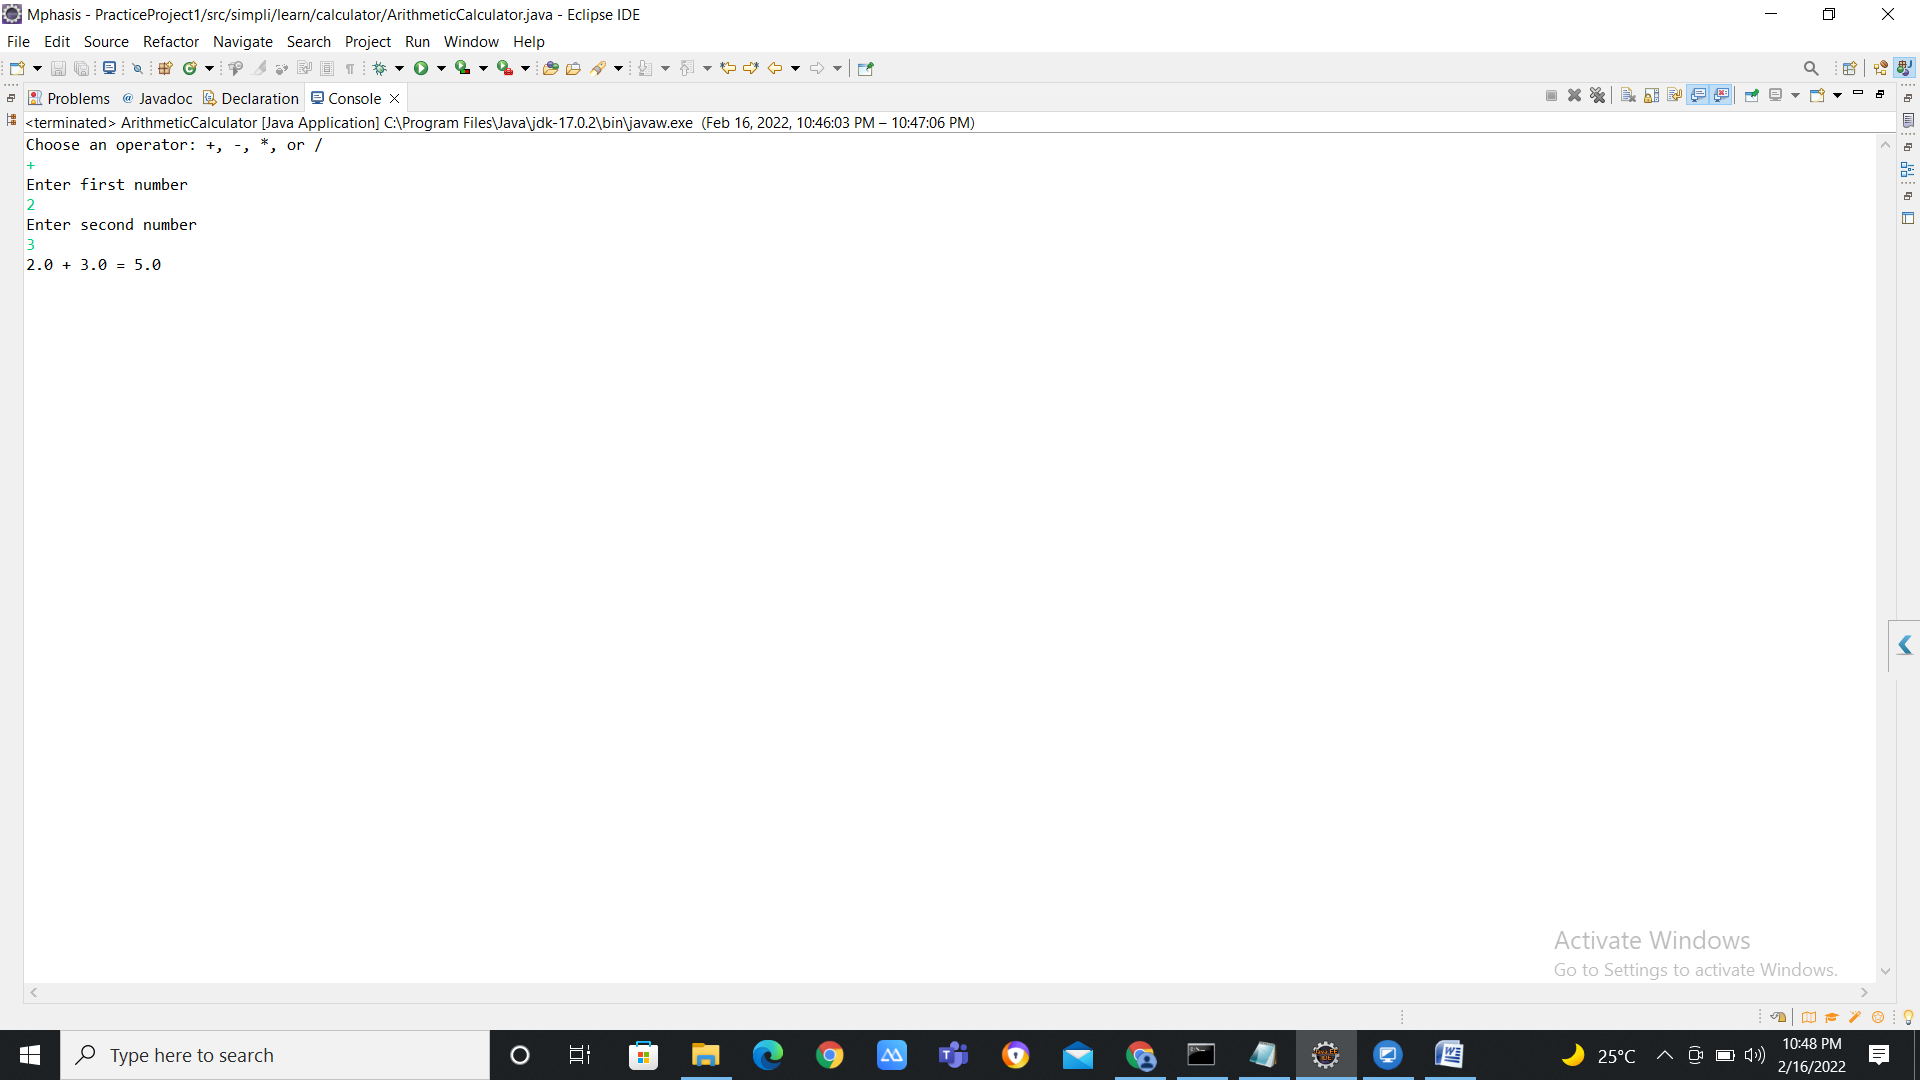 Mphasis - PracticeProject1/src/simpli/learn/calculator/ArithmeticCalculator.java - Eclipse IDE
File Edit Source Refactor Navigate Search Project Run Window Help
Problems @ Javadoc Declaration Console
<terminated> ArithmeticCalculator [Java Application] C:\Program Files\Java\jdk-17.0.2\bin\javaw.exe (Feb 16, 2022, 10:46:03 PM – 10:47:06 PM)
Choose an operator: +, -, *, or /
+
Enter first number
2
Enter second number
3
2.0 + 3.0 = 5.0
Activate Windows
Go to Settings to activate Windows.
Type here to search
25°C
10:48 PM
2/16/2022